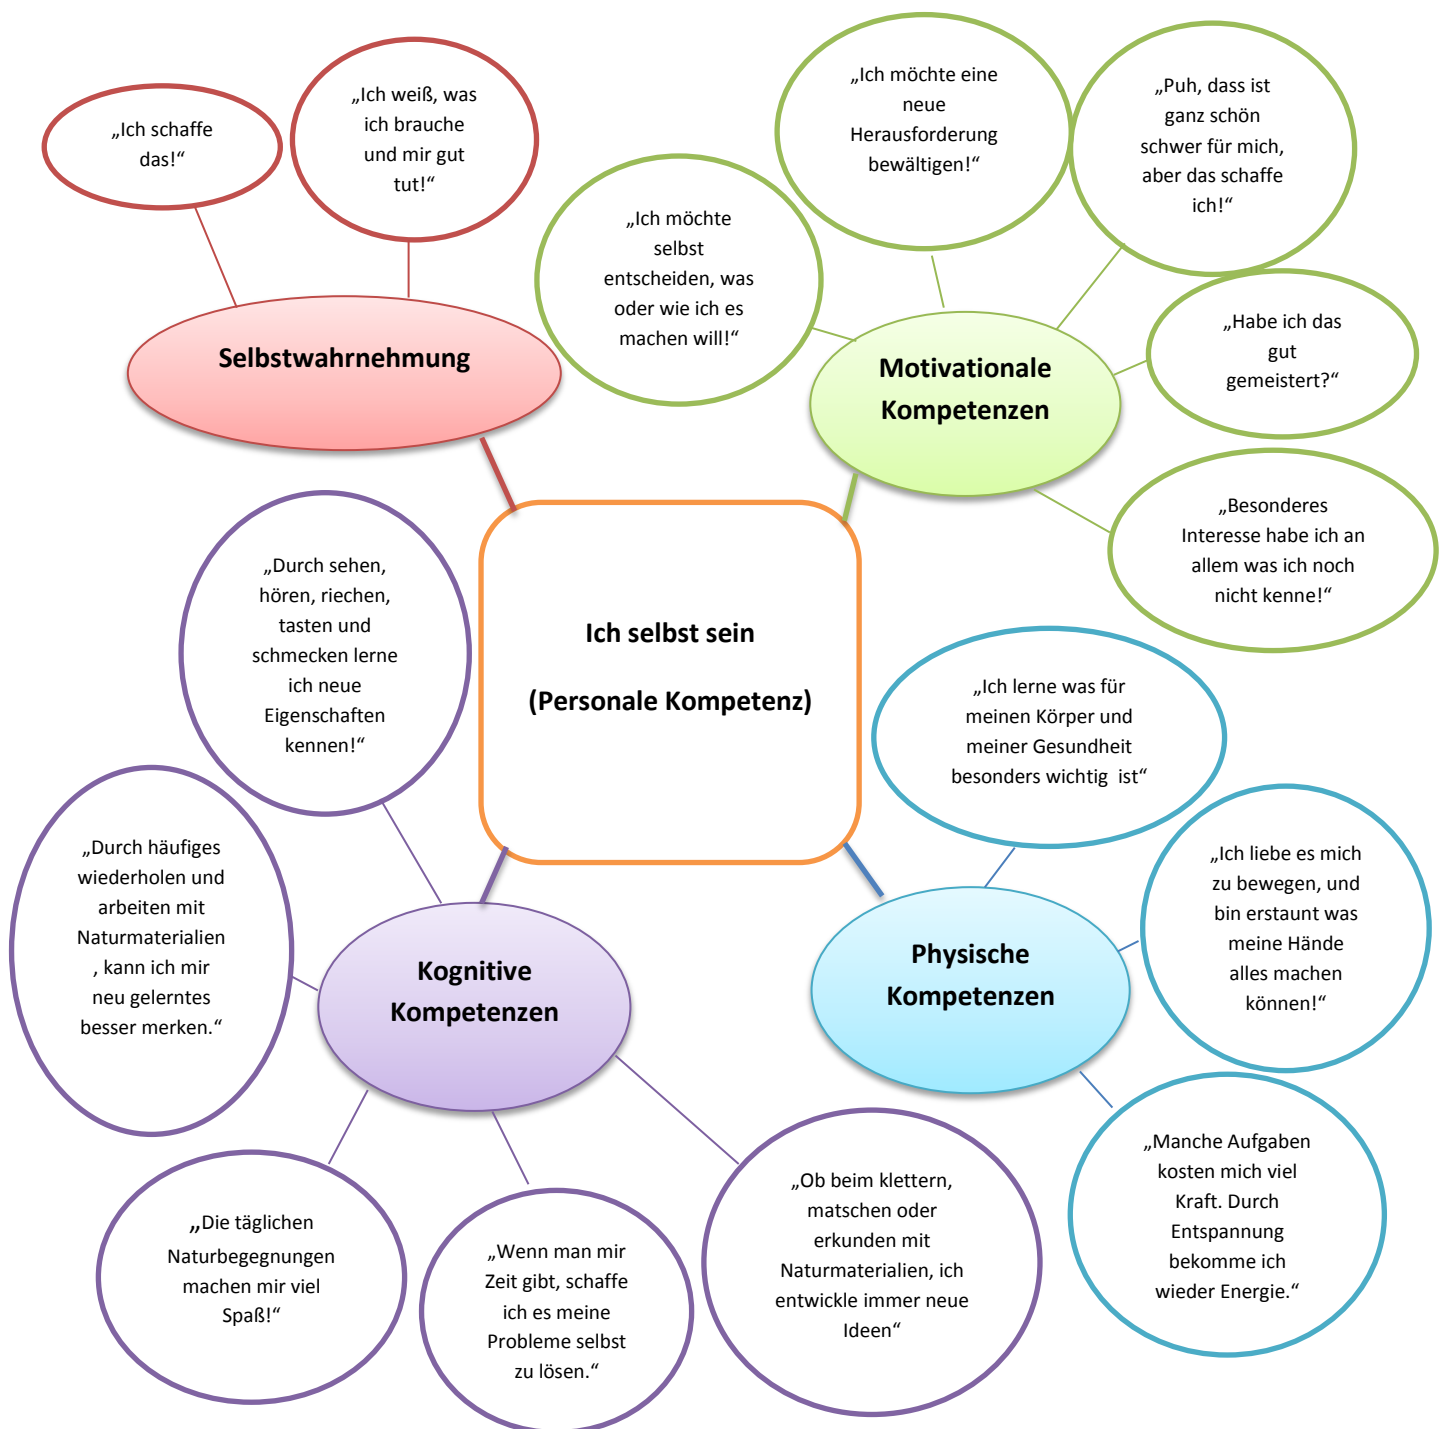 „Ich schaffe
das!“
„Ich weiß, was
ich brauche
und mir gut
tut!“
„Ich möchte eine
neue
Herausforderung
bewältigen!“
„Puh, dass ist
ganz schön
schwer für mich,
aber das schaffe
ich!“
„Ich möchte
selbst
entscheiden, was
oder wie ich es
machen will!“
„Habe ich das
gut
gemeistert?“
Selbstwahrnehmung
Motivationale
Kompetenzen
„Besonderes
Interesse habe ich an
allem was ich noch
nicht kenne!“
„Durch sehen,
hören, riechen,
tasten und
schmecken lerne
ich neue
Eigenschaften
kennen!“
Ich selbst sein
(Personale Kompetenz)
„Ich lerne was für
meinen Körper und
meiner Gesundheit
besonders wichtig  ist“
„Durch häufiges
wiederholen und
arbeiten mit
Naturmaterialien
, kann ich mir
neu gelerntes
besser merken.“
„Ich liebe es mich
zu bewegen, und
bin erstaunt was
meine Hände
alles machen
können!“
Kognitive
Kompetenzen
Physische
Kompetenzen
„Manche Aufgaben
kosten mich viel
Kraft. Durch
Entspannung
bekomme ich
wieder Energie.“
„Die täglichen
Naturbegegnungen
machen mir viel
Spaß!“
„Wenn man mir
Zeit gibt, schaffe
ich es meine
Probleme selbst
zu lösen.“
„Ob beim klettern,
matschen oder
erkunden mit
Naturmaterialien, ich
entwickle immer neue
Ideen“